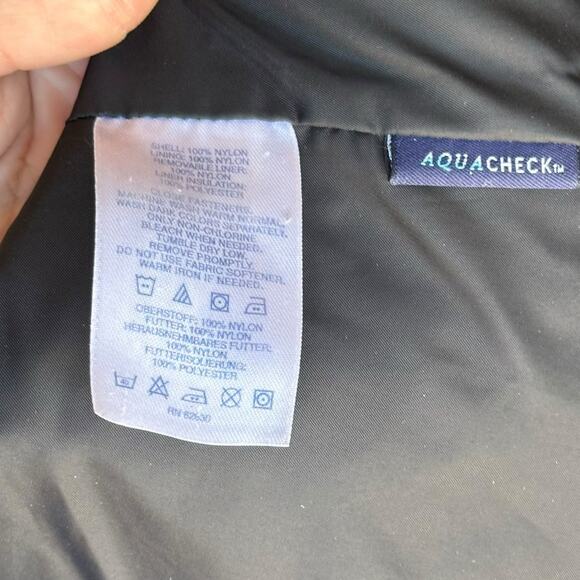 SHELL: 100% NYLON
LINING: 100% NYLON
REMOVABLE LINER:
100% NYLON
LINER INSULATION:
100% POLYESTER
CLOSE FASTENERS.
MACHINE WASH WARM NORMAL.
WASH DARK COLORS SEPARATELY.
ONLY NON-CHLORINE
BLEACH WHEN NEEDED.
TUMBLE DRY LOW.
REMOVE PROMPTLY.
DO NOT USE FABRIC SOFTENER.
WARM IRON IF NEEDED.
OBERSTOFF: 100% NYLON
FUTTER: 100% NYLON
HERAUSNEHMBARES FUTTER:
100% NYLON
FUTTERISOLIERUNG:
100% POLYESTER
40
RN 62630
AQUACHECK™